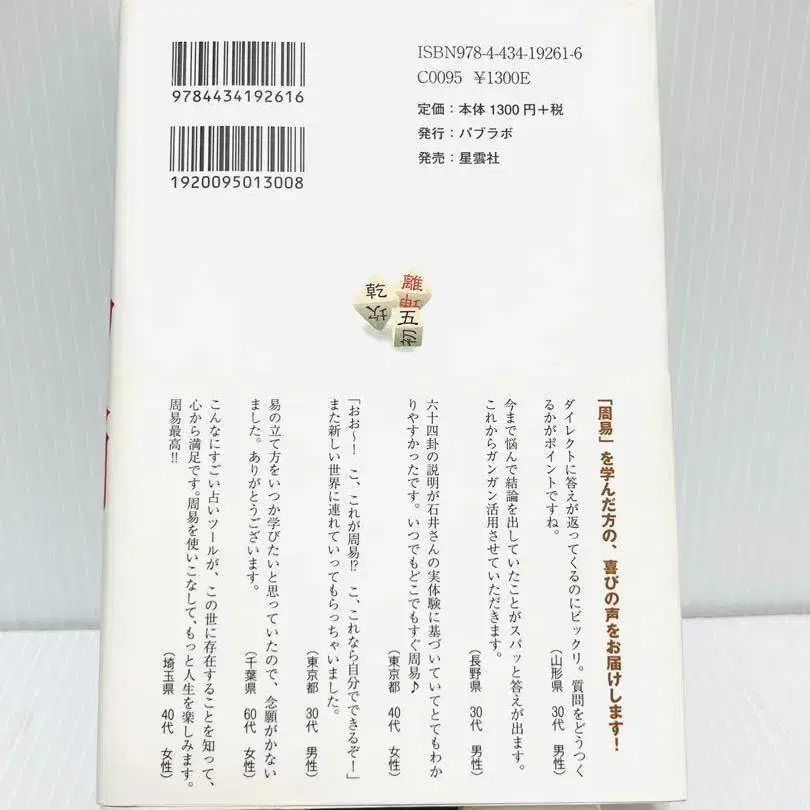 9784434192616
1920095013008
ISBN978-4-434-19261-6
C0095 ¥1300E
定価：本体1300円＋税
発行：パブラボ
発売：星雲社
乾
坎
離
坤
五
初
「周易」を学んだ方の、喜びの声をお届けします！
ダイレクトに答えが返ってくるのにビックリ。質問をどうつく
るかがポイントですね。
（山形県　30代　男性）
今まで悩んで結論を出していたことがスパッと答えが出ます。
これからガンガン活用させていただきます。
（長野県　30代　男性）
六十四卦の説明が石井さんの実体験に基づいていてとてもわか
りやすかったです。いつでもどこでもすぐ周易♪
（東京都　40代　女性）
「おお〜！　こ、これが周易!?　こ、これなら自分でできるぞ！」
また新しい世界に連れていってもらっちゃいました。
（東京都　30代　男性）
易の立て方をいつか学びたいと思っていたので、念願がかない
ました。ありがとうございます。
（千葉県　60代　女性）
こんなにすごい占いツールが、この世に存在することを知って、
心から満足です。周易を使いこなして、もっと人生を楽しみます。
周易最高!!
（埼玉県　40代　女性）